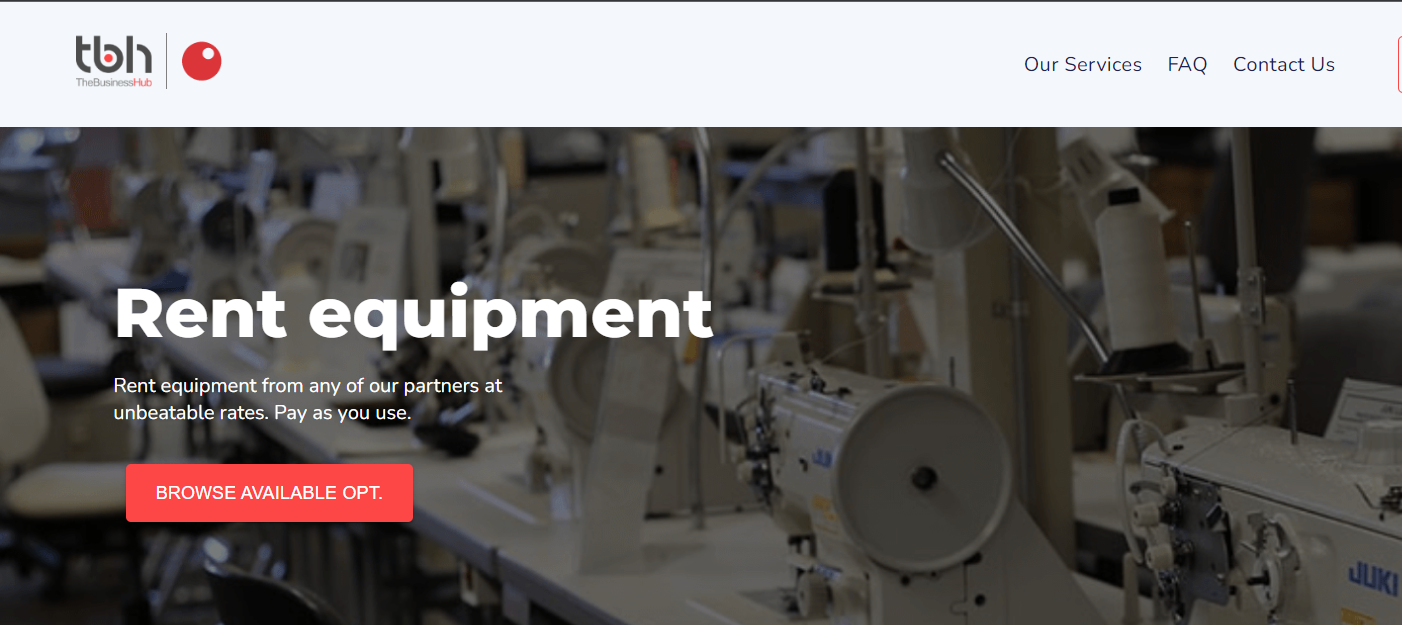 tbh
TheBusinessHub
Our Services FAQ Contact Us
Rent equipment
Rent equipment from any of our partners at
unbeatable rates. Pay as you use.
BROWSE AVAILABLE OPT.
JUKI